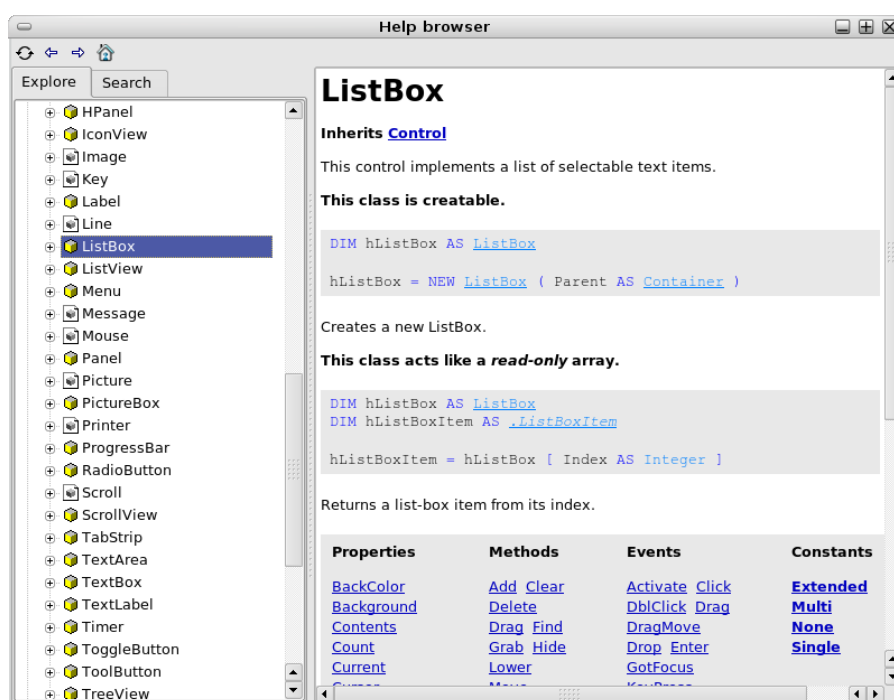 Help browser
Explore
Search
HPanel
IconView
Image
Key
Label
Line
ListBox
ListView
Menu
Message
Mouse
Panel
Picture
PictureBox
Printer
ProgressBar
RadioButton
Scroll
ScrollView
TabStrip
TextArea
TextBox
TextLabel
Timer
ToggleButton
ToolButton
TreeView
ListBox
Inherits Control
This control implements a list of selectable text items.
This class is creatable.
DIM hListBox AS ListBox
hListBox = NEW ListBox ( Parent AS Container )
Creates a new ListBox.
This class acts like a read-only array.
DIM hListBox AS ListBox
DIM hListBoxItem AS .ListBoxItem
hListBoxItem = hListBox [ Index AS Integer ]
Returns a list-box item from its index.
Properties Methods Events Constants
BackColor Add Clear Activate Click Extended
Background Delete DblClick Drag Multi
Contents Drag Find DragMove None
Count Grab Hide Drop Enter Single
Current Lower GotFocus